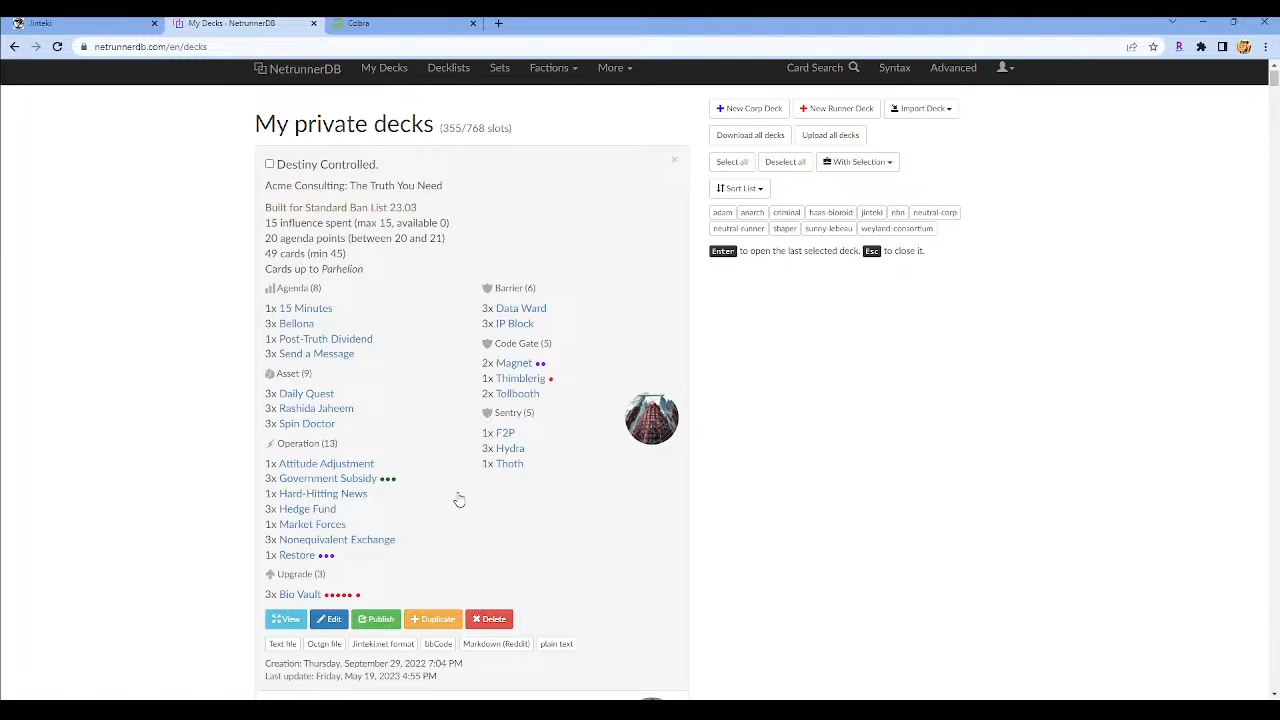 Jinteki
My Decks - NetrunnerDB
Cobra
netrunnerdb.com/en/decks
NetrunnerDB My Decks Decklists Sets Factions More Card Search Syntax Advanced
My private decks (355/768 slots)
Destiny Controlled.
Acme Consulting: The Truth You Need
Built for Standard Ban List 23.03
15 influence spent (max 15, available 0)
20 agenda points (between 20 and 21)
49 cards (min 45)
Cards up to Parhelion
Agenda (8)
1x 15 Minutes
3x Bellona
1x Post-Truth Dividend
3x Send a Message
Asset (9)
3x Daily Quest
3x Rashida Jaheem
3x Spin Doctor
Operation (13)
1x Attitude Adjustment
3x Government Subsidy
1x Hard-Hitting News
3x Hedge Fund
1x Market Forces
3x Nonequivalent Exchange
1x Restore
Upgrade (3)
3x Bio Vault
Barrier (6)
3x Data Ward
3x IP Block
Code Gate (5)
2x Magnet
1x Thimblerig
2x Tollbooth
Sentry (5)
1x F2P
3x Hydra
1x Thoth
View Edit Publish Duplicate Delete
Text file Octgn file Jinteki.net format bbCode Markdown (Reddit) plain text
Creation: Thursday, September 29, 2022 7:04 PM
Last update: Friday, May 19, 2023 4:55 PM
New Corp Deck New Runner Deck Import Deck
Download all decks Upload all decks
Select all Deselect all With Selection
Sort List
adam anarch criminal haas-bioroid jinteki nbn neutral-corp
neutral-runner shaper sunny-lebeau weyland-consortium
Enter to open the last selected deck. Esc to close it.